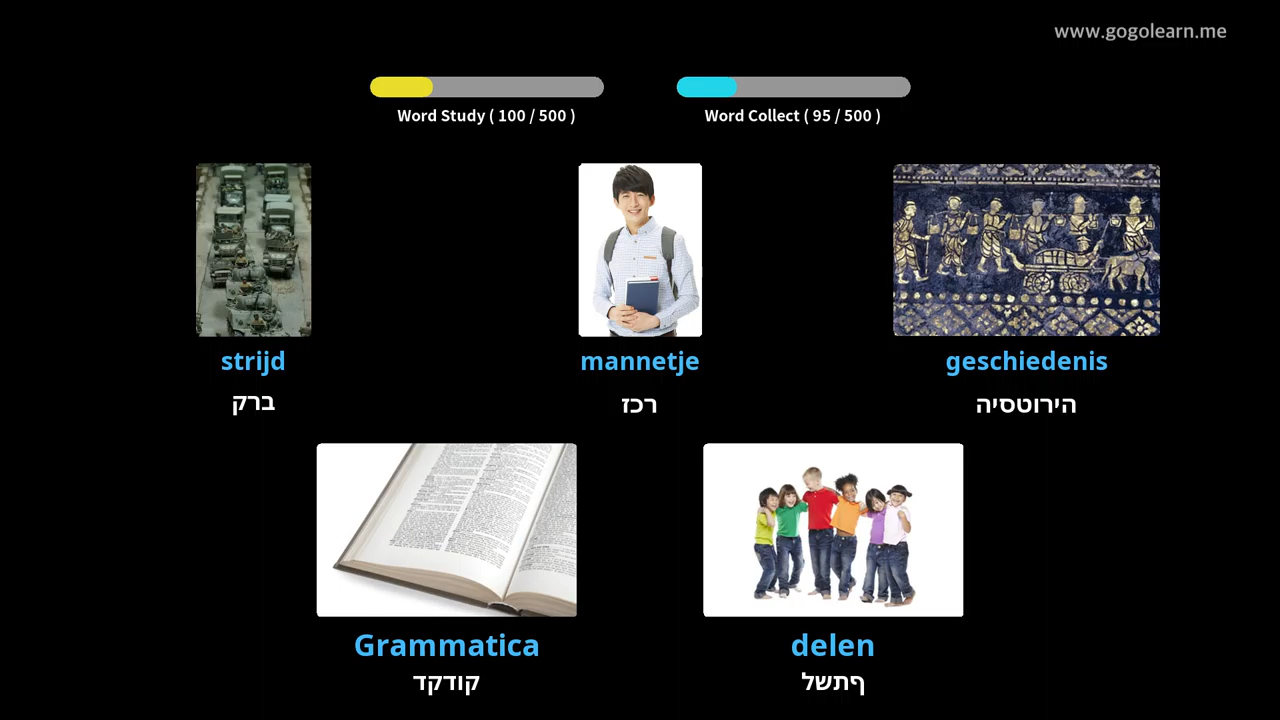 www.gogolearn.me
Word Study ( 100 / 500 )
Word Collect ( 95 / 500 )
strijd
ברק
mannetje
רכז
geschiedenis
הירוטסיה
Grammatica
קודקד
delen
ףתשל